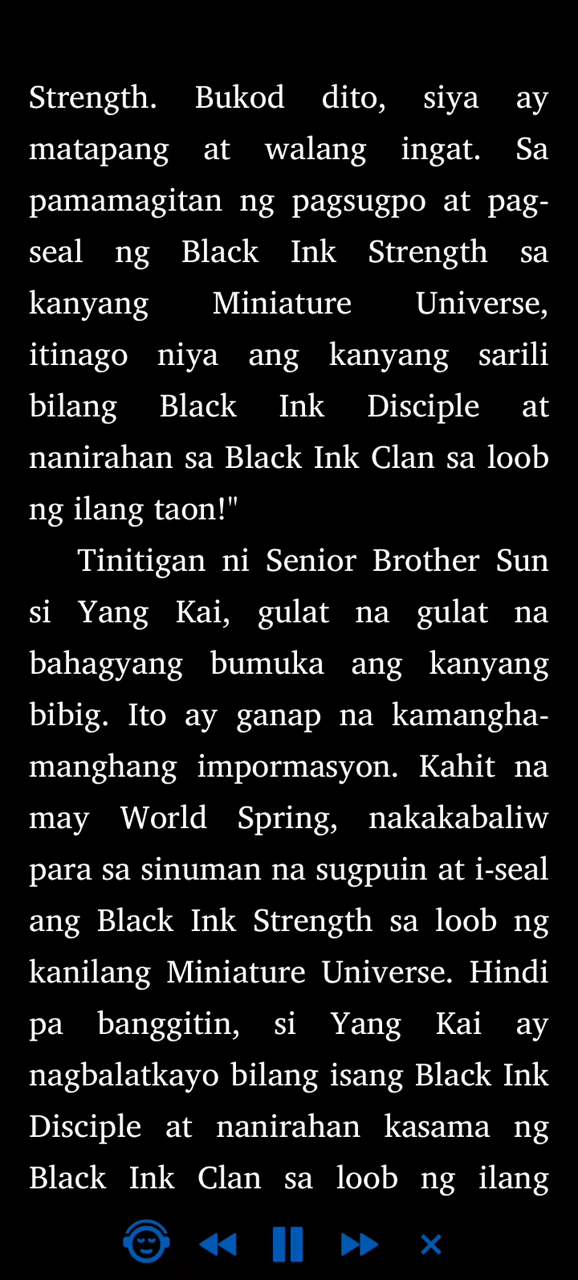 Strength. Bukod dito, siya ay
matapang at walang ingat. Sa
pamamagitan ng pagsugpo at pag-
seal ng Black Ink Strength sa
kanyang Miniature Universe,
itinago niya ang kanyang sarili
bilang Black Ink Disciple at
nanirahan sa Black Ink Clan sa loob
ng ilang taon!"
Tinitigan ni Senior Brother Sun
si Yang Kai, gulat na gulat na
bahagyang bumuka ang kanyang
bibig. Ito ay ganap na kamangha-
manghang impormasyon. Kahit na
may World Spring, nakakabaliw
para sa sinuman na sugpuin at i-seal
ang Black Ink Strength sa loob ng
kanilang Miniature Universe. Hindi
pa banggitin, si Yang Kai ay
nagbalatkayo bilang isang Black Ink
Disciple at nanirahan kasama ng
Black Ink Clan sa loob ng ilang